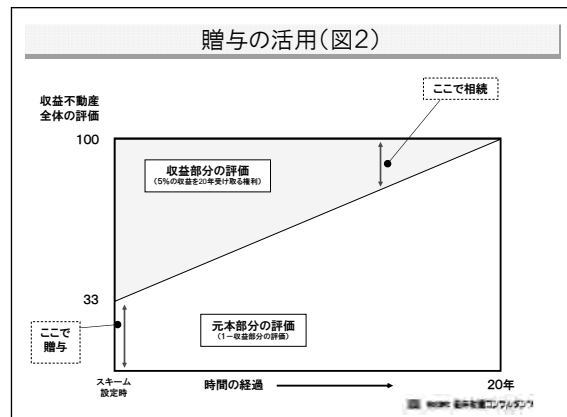 贈与の活用(図2)
ここで相続
収益不動産
全体の評価
100
収益部分の評価
(5%の収益を20年受け取る権利)
33
ここで
贈与
元本部分の評価
(1−収益部分の評価)
スキーム
設定時
時間の経過
20年